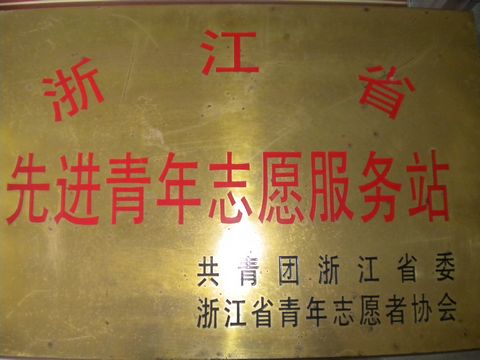 浙江省
先进青年志愿服务站
共青团浙江省委
浙江省青年志愿者协会